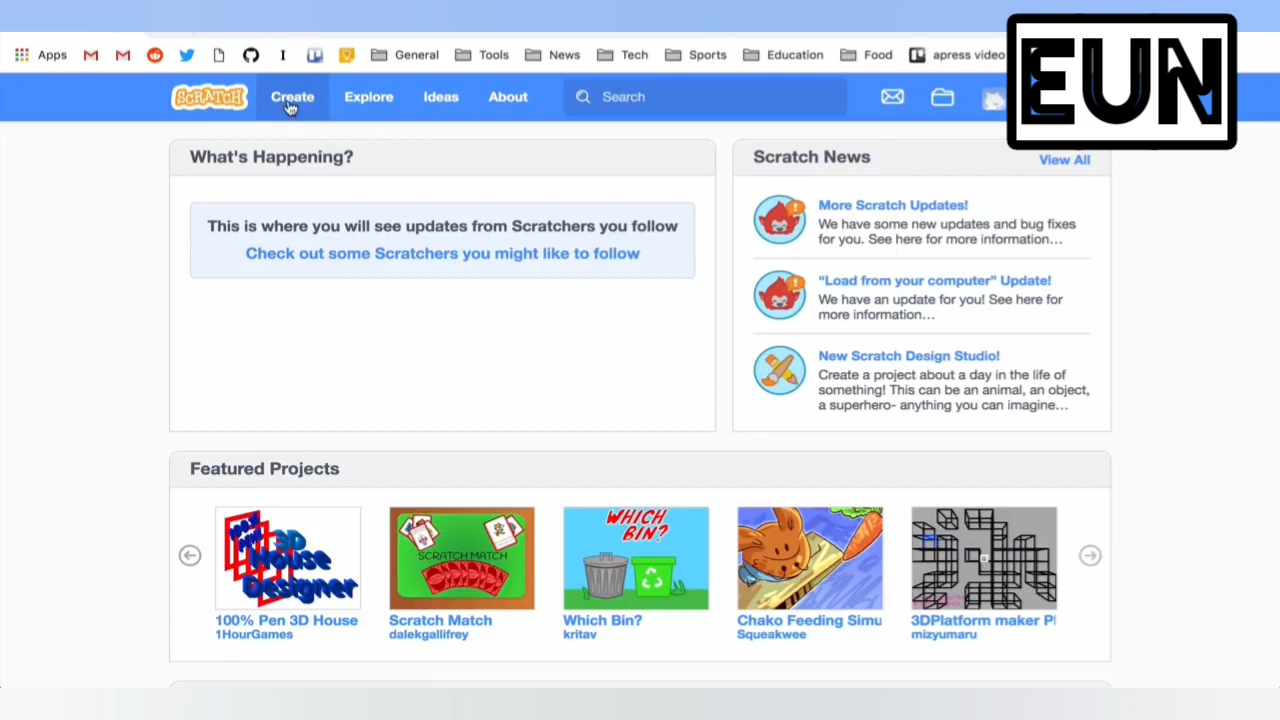 Apps
General
Tools
News
Tech
Sports
Education
Food
apress video
EUN
SCRATCH
Create
Explore
Ideas
About
Search
What's Happening?
This is where you will see updates from Scratchers you follow
Check out some Scratchers you might like to follow
Scratch News
View All
More Scratch Updates!
We have some new updates and bug fixes
for you. See here for more information…
“Load from your computer” Update!
We have an update for you! See here for
more information…
New Scratch Design Studio!
Create a project about a day in the life of
something! This can be an animal, an object,
a superhero- anything you can imagine…
Featured Projects
3D
House
Designer
SCRATCH MATCH
WHICH
BIN?
100% Pen 3D House
1HourGames
Scratch Match
dalekgallifrey
Which Bin?
kritav
Chako Feeding Simu
Squeakwee
3DPlatform maker Pl
mizyumaru